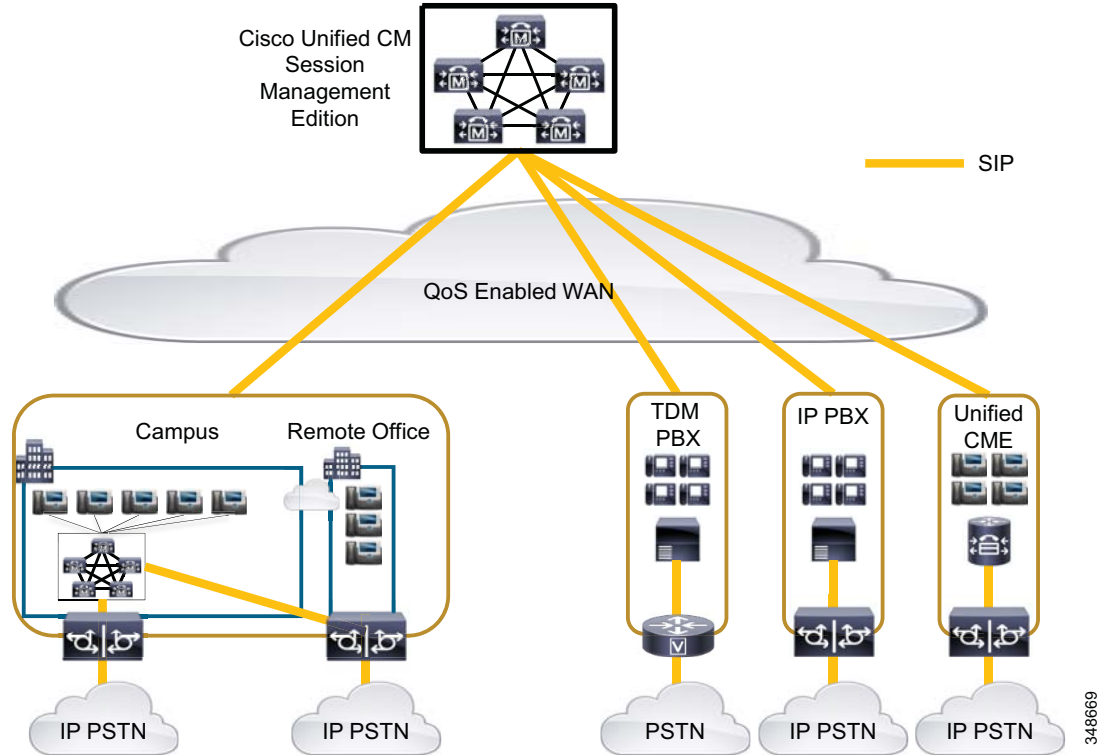 Cisco Unified CM
Session
Management
Edition
M
M
M
M
M
SIP
QoS Enabled WAN
Campus
Remote Office
TDM
PBX
IP PBX
Unified
CME
M
M
M
M
M
V
IP PSTN
IP PSTN
PSTN
IP PSTN
IP PSTN
348669